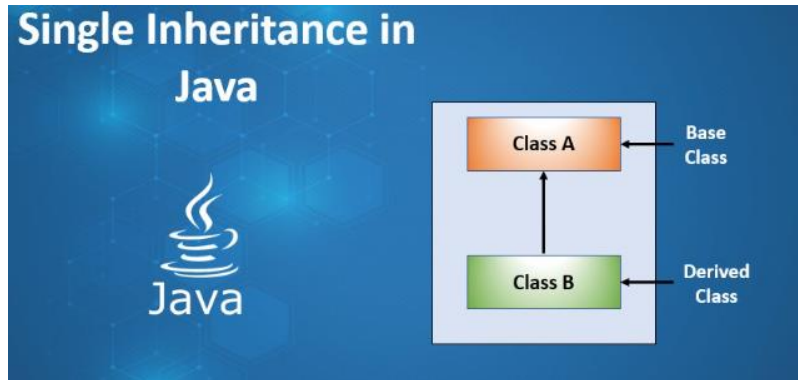 Single Inheritance in
Java
Java
Class A
Base
Class
Class B
Derived
Class